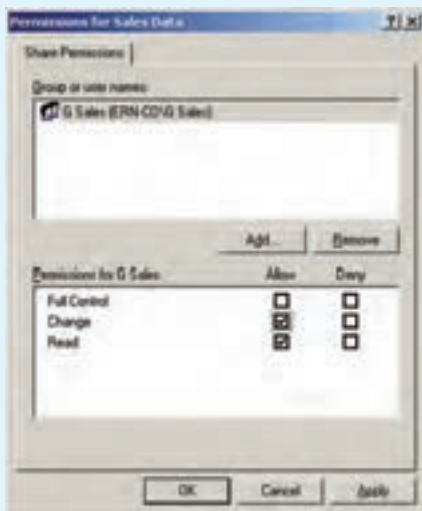 Permissions for Sales Data
Share Permissions
Group or user names:
G Sales (ERN-CO\G Sales)
Add... Remove
Permissions for G Sales Allow Deny
Full Control
Change
Read
OK Cancel Apply